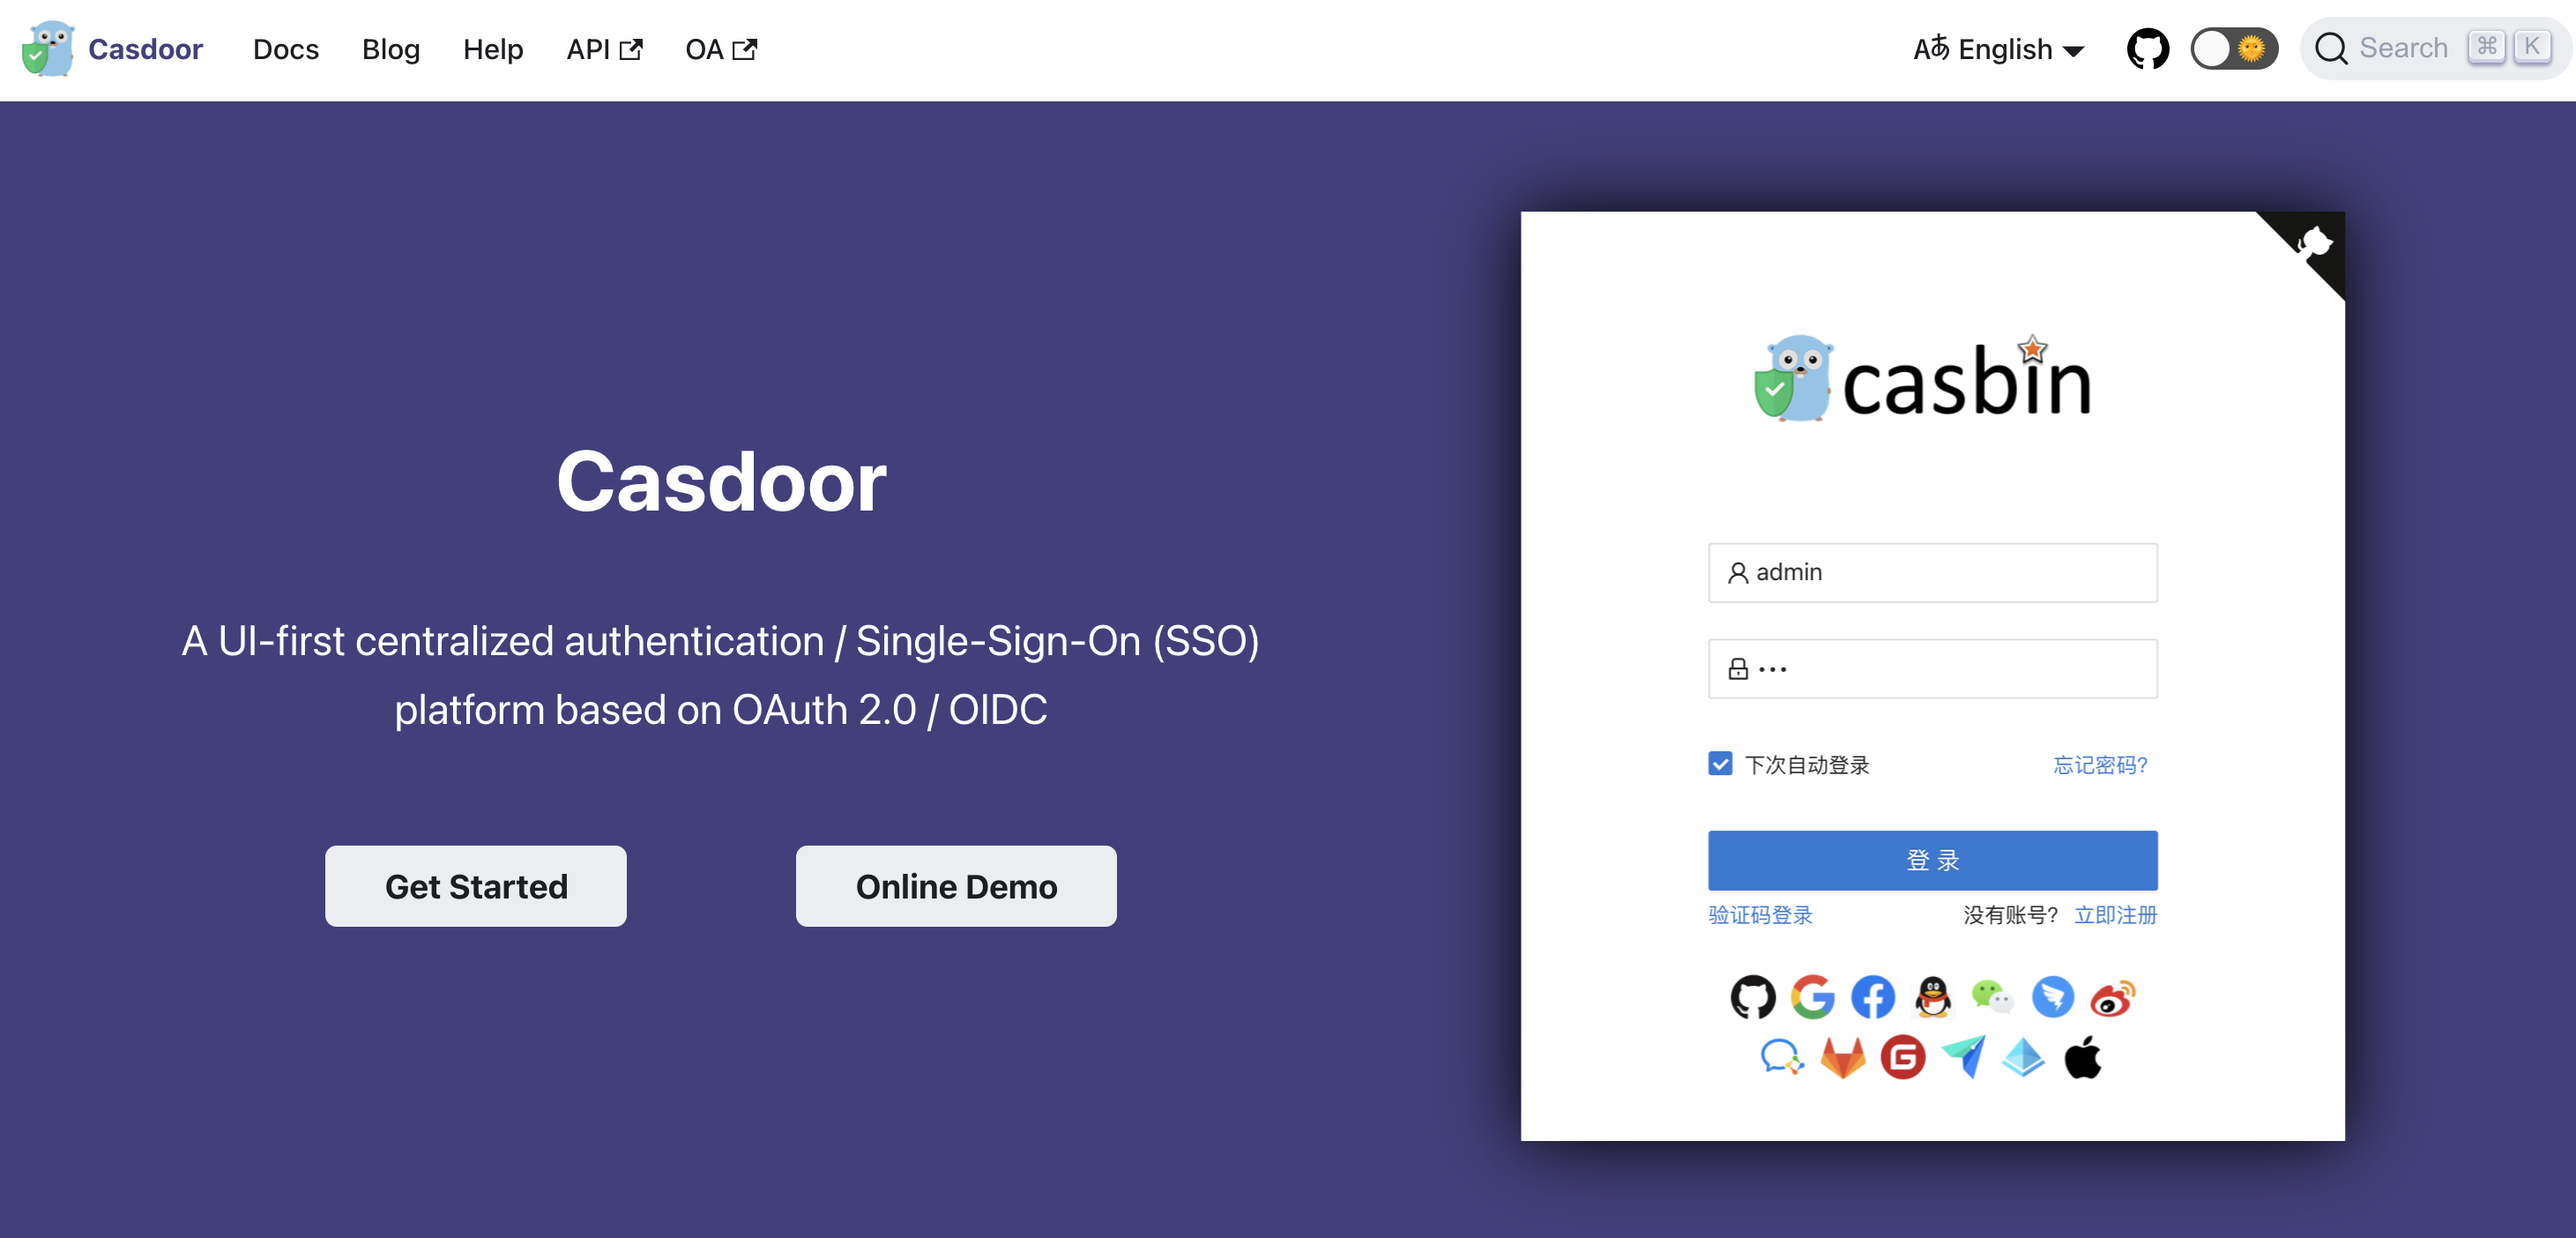 Casdoor Docs Blog Help API OA Aあ English Search ⌘ K
Casdoor
A UI-first centralized authentication / Single-Sign-On (SSO)
platform based on OAuth 2.0 / OIDC
Get Started Online Demo
casbin
admin
•••
下次自动登录 忘记密码?
登 录
验证码登录 没有账号? 立即注册